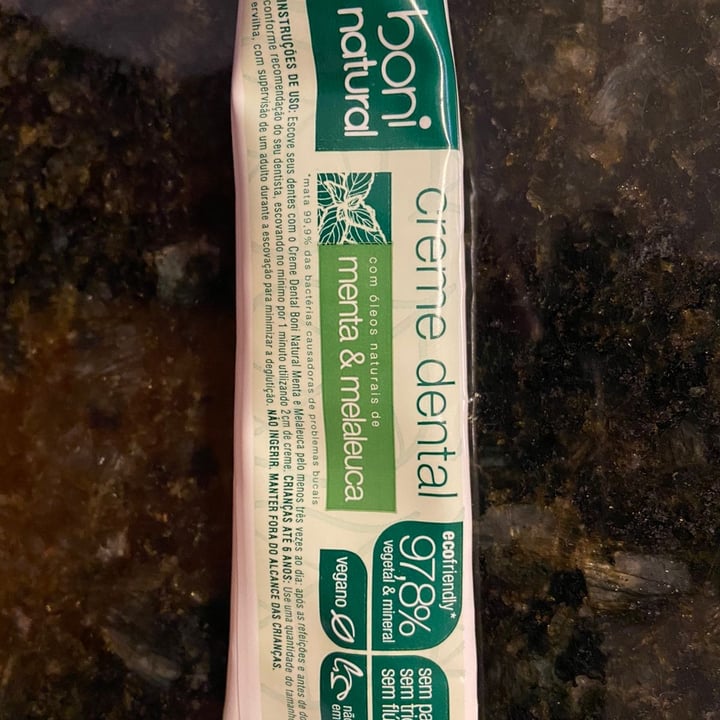 boni
natural
creme dental
com óleos naturais de
menta & melaleuca
*mata 99,9% das bactérias causadoras de problemas bucais
ecofriendly*
97,8%
vegetal & mineral
vegano
sem
sem
sem
INSTRUÇÕES DE USO: Escove seus dentes com o Creme Dental Boni Natural Menta e Melaleuca pelo menos três vezes ao dia: após as refeições e antes de
conforme recomendação do seu dentista, escovando no mínimo por 1 minuto utilizando 2cm de creme. CRIANÇAS ATÉ 6 ANOS: Use uma quantidade do
ervilha, com supervisão de um adulto durante a escovação para minimizar a deglutição. NÃO INGERIR. MANTER FORA DO ALCANCE DAS CRIANÇAS.